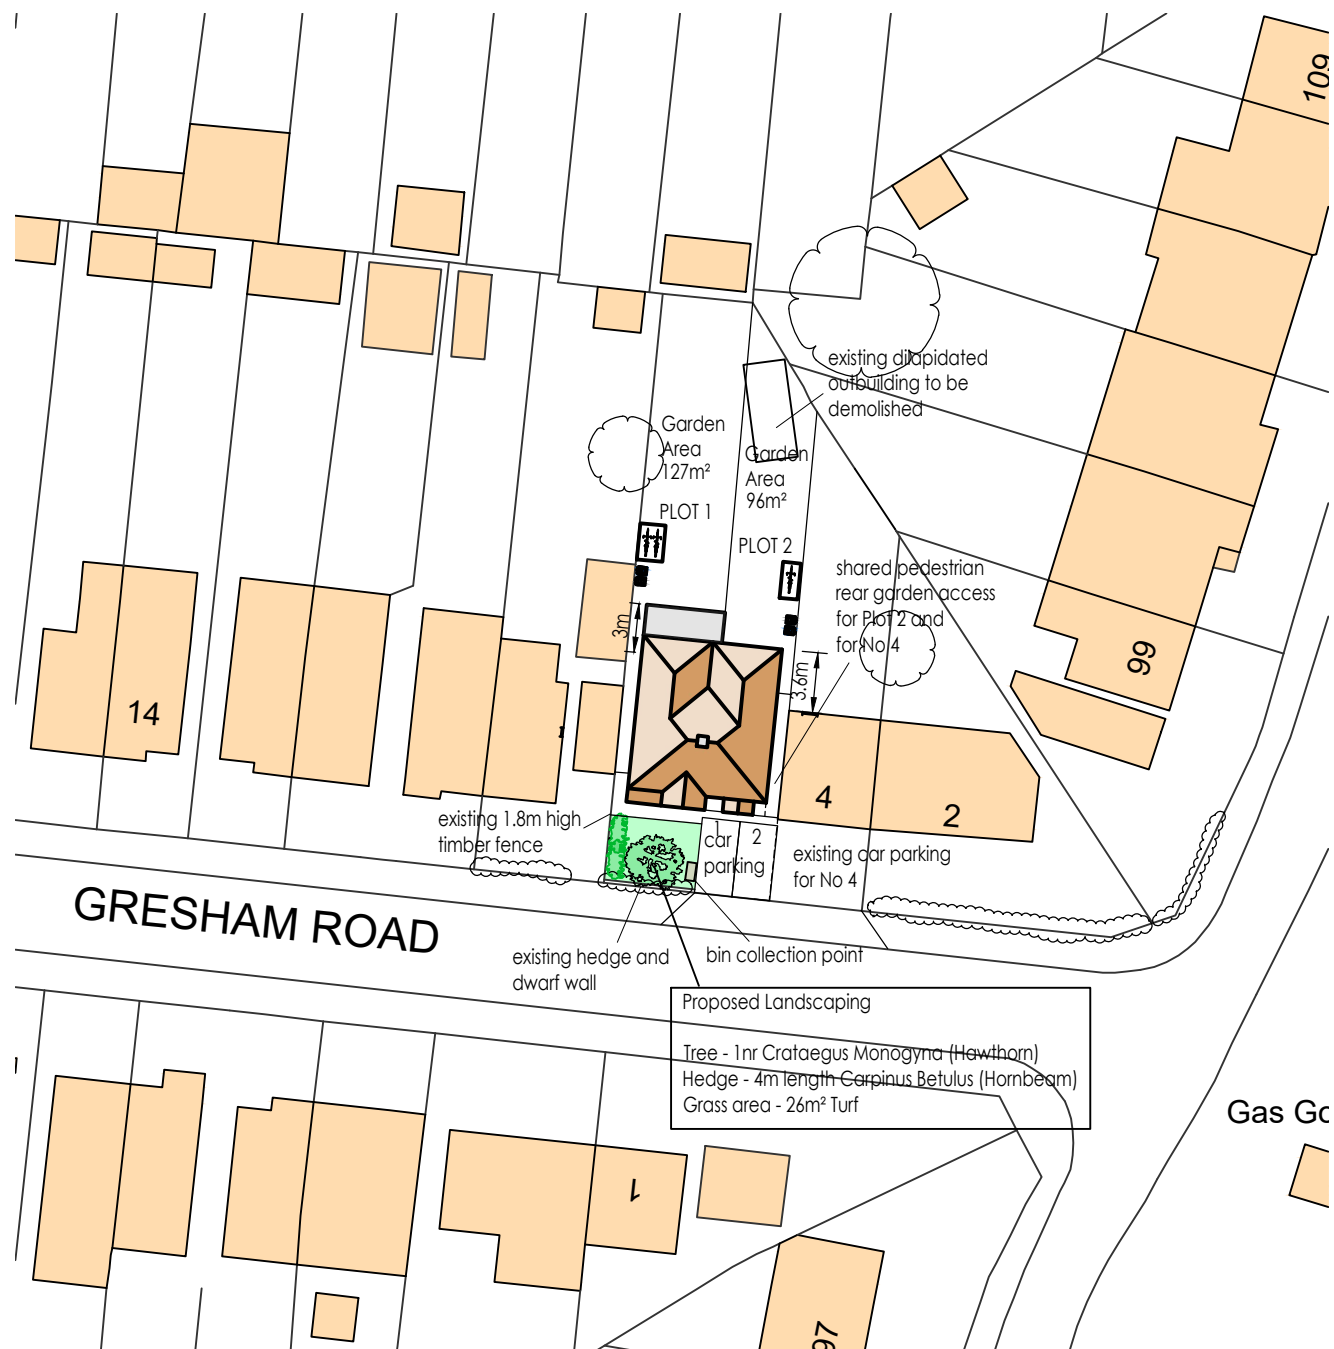 109
existing dilapidated
outbuilding to be
demolished
Garden
Area
127m²
Garden
Area
96m²
PLOT 1
PLOT 2
shared pedestrian
rear garden access
for Plot 2 and
for No 4
3m
3.6m
99
14
4
2
existing 1.8m high
timber fence
1
2
car
parking
existing car parking
for No 4
GRESHAM ROAD
existing hedge and
dwarf wall
bin collection point
Proposed Landscaping
Tree - 1nr Crataegus Monogyna (Hawthorn)
Hedge - 4m length Carpinus Betulus (Hornbeam)
Grass area - 26m² Turf
Gas Go
1
97